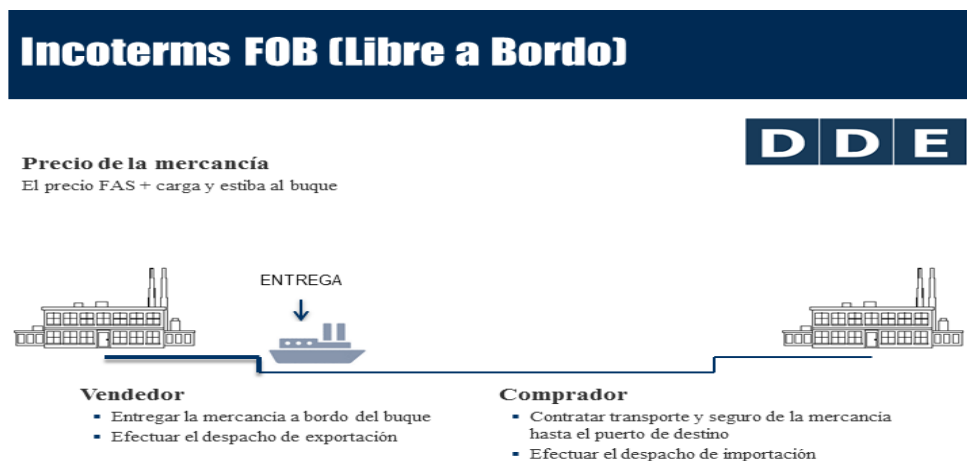 Incoterms FOB (Libre a Bordo)
DDE
Precio de la mercancía
El precio FAS + carga y estiba al buque
ENTREGA
Vendedor
▪ Entregar la mercancia a bordo del buque
▪ Efectuar el despacho de exportación
Comprador
▪ Contratar transporte y seguro de la mercancia
hasta el puerto de destino
▪ Efectuar el despacho de importación